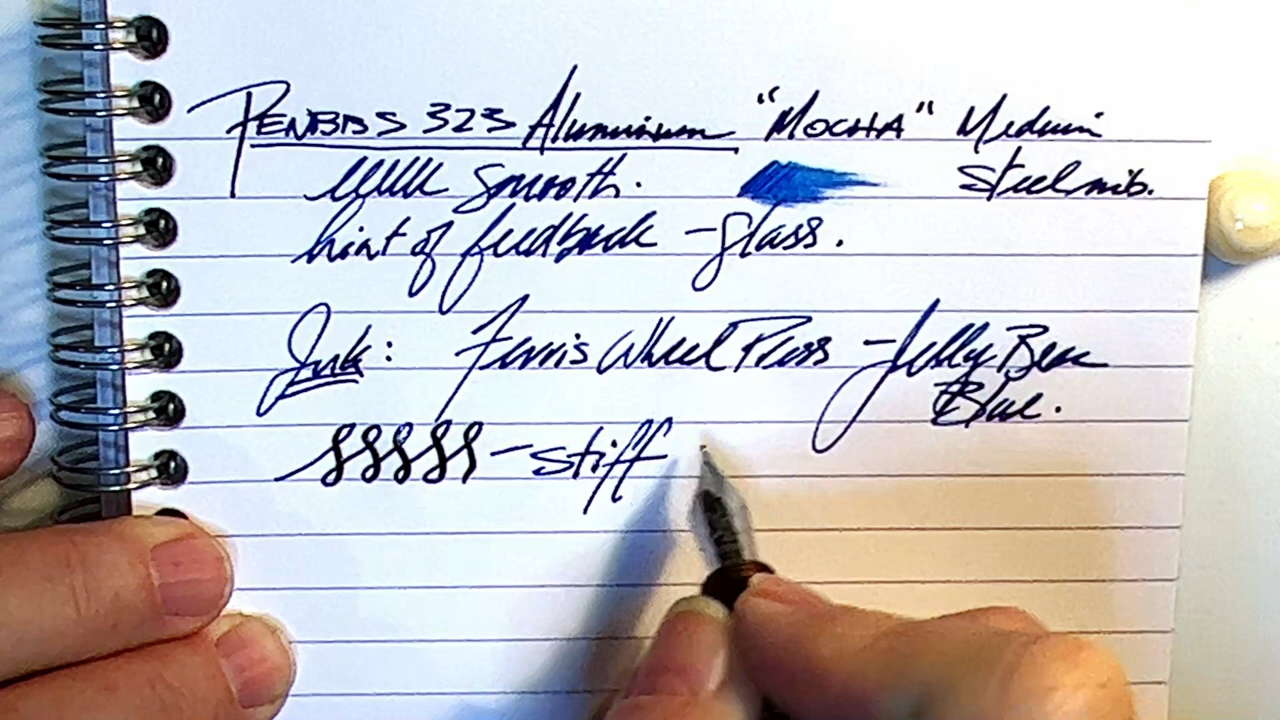 PENBBS 323 Aluminium "MOCHA" Medium
smooth. Steel nib.
hint of feedback - glass.
Ink: Ferris Wheel Press - Jelly Bean
Blue.
- stiff